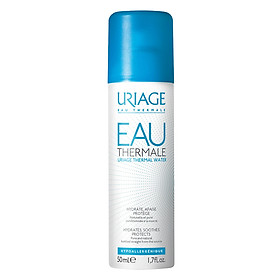 URIAGE
EAU THERMALE
EAU
THERMALE
URIAGE THERMAL WATER
HYDRATE, APAISE
PROTÈGE
HYDRATES, SOOTHES
PROTECTS
HYPOALLERGÉNIQUE
50ml℮ 1,7fl.oz.